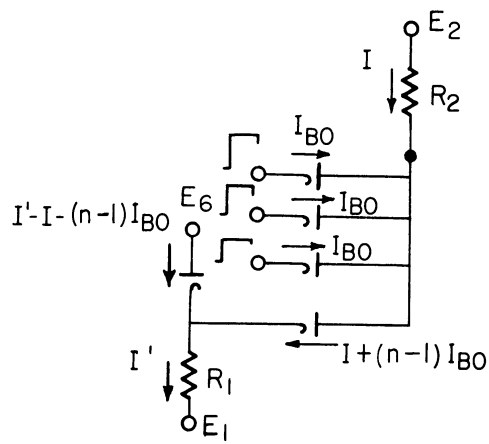 E2
I
R2
IBO
E6
IBO
I'-I-(n-1)IBO
IBO
I+(n-1)IBO
I'
R1
E1